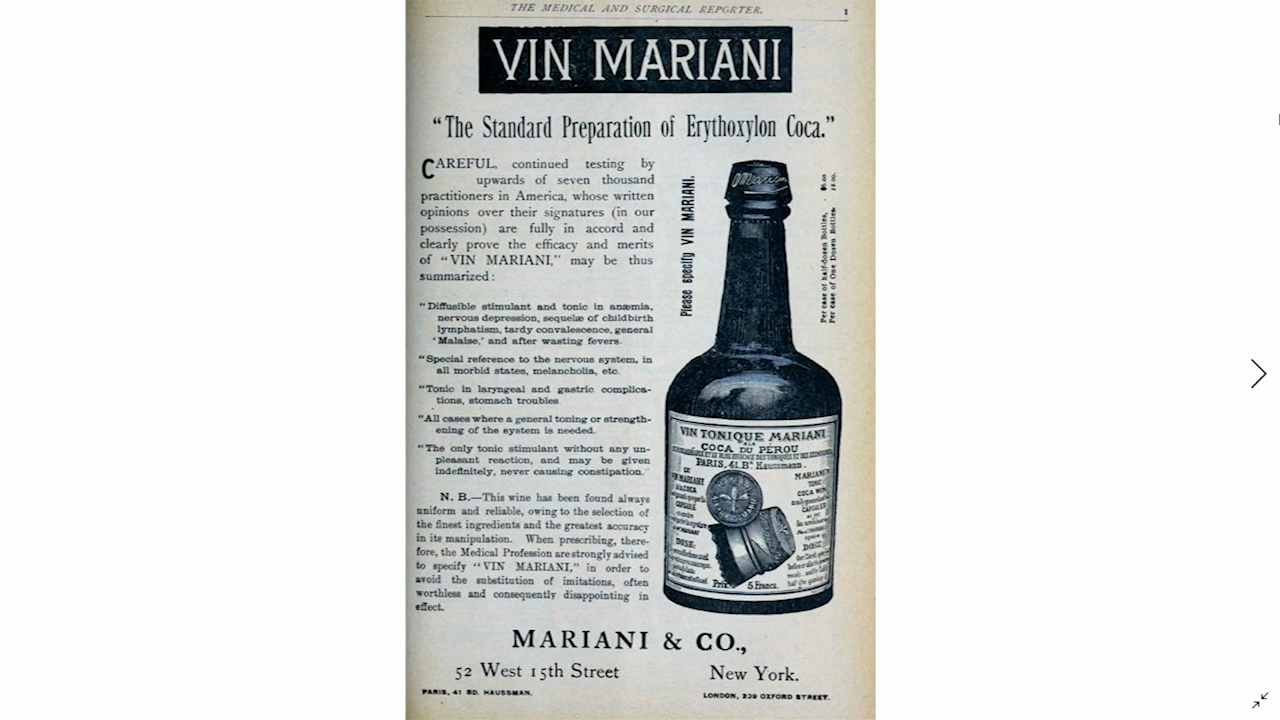 THE MEDICAL AND SURGICAL REPORTER.
1
VIN MARIANI
"The Standard Preparation of Erythoxylon Coca."
CAREFUL, continued testing by
upwards of seven thousand
practitioners in America, whose written
opinions over their signatures (in our
possession) are fully in accord and
clearly prove the efficacy and merits
of "VIN MARIANI," may be thus
summarized:
"Diffusible stimulant and tonic in anæmia,
nervous depression, sequelæ of childbirth
lymphatism, tardy convalescence, general
'Malaise,' and after wasting fevers.
"Special reference to the nervous system, in
all morbid states, melancholia, etc.
"Tonic in laryngeal and gastric complica-
tions, stomach troubles.
"All cases where a general toning or strength-
ening of the system is needed.
"The only tonic stimulant without any un-
pleasant reaction, and may be given
indefinitely, never causing constipation."
N. B.—This wine has been found always
uniform and reliable, owing to the selection of
the finest ingredients and the greatest accuracy
in its manipulation. When prescribing, there-
fore, the Medical Profession are strongly advised
to specify "VIN MARIANI," in order to
avoid the substitution of imitations, often
worthless and consequently disappointing in
effect.
Please specify VIN MARIANI.
Per case of half-dozen Bottles,
Per case of One Dozen Bottles
VIN TONIQUE MARIANI
A LA
COCA DU PÉROU
PARIS, 41. Bd. Haussmann.
MARIANI'S
TONIC
COCA WINE
CAPSULE
DOSE:
DOSE
Prix 5 Francs.
MARIANI & CO.,
52 West 15th Street New York.
PARIS, 41 BD. HAUSSMAN. LONDON, 239 OXFORD STREET.